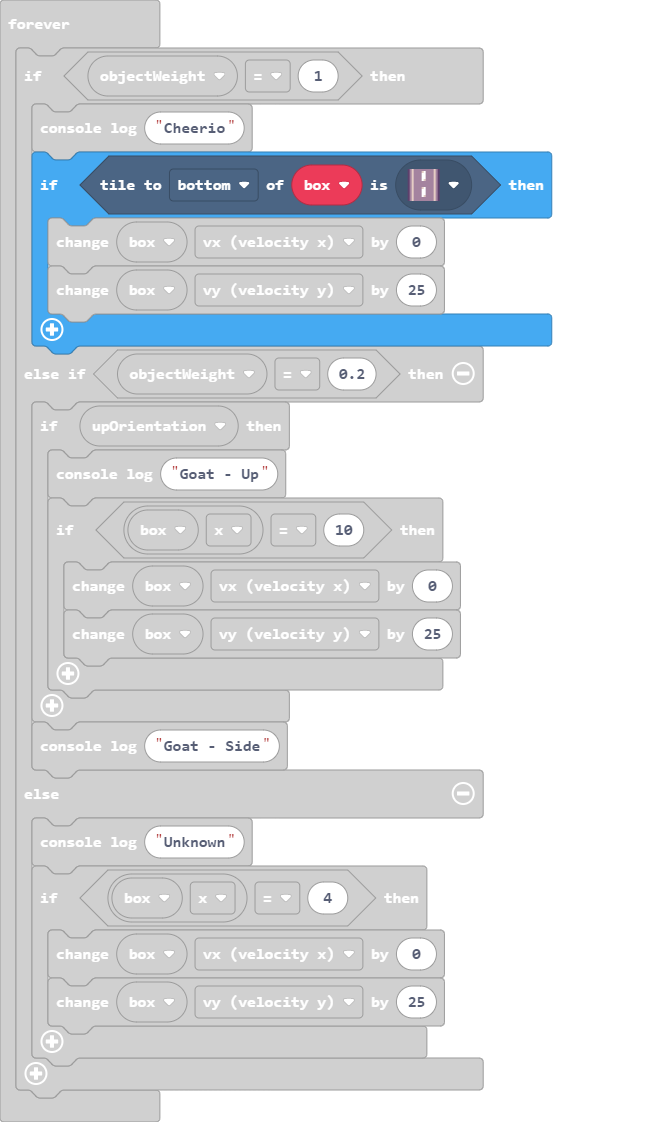 forever
if objectWeight = 1 then
console log "Cheerio"
if tile to bottom of box is then
change box vx (velocity x) by 0
change box vy (velocity y) by 25
else if objectWeight = 0.2 then
if upOrientation then
console log "Goat - Up"
if box x = 10 then
change box vx (velocity x) by 0
change box vy (velocity y) by 25
console log "Goat - Side"
else
console log "Unknown"
if box x = 4 then
change box vx (velocity x) by 0
change box vy (velocity y) by 25